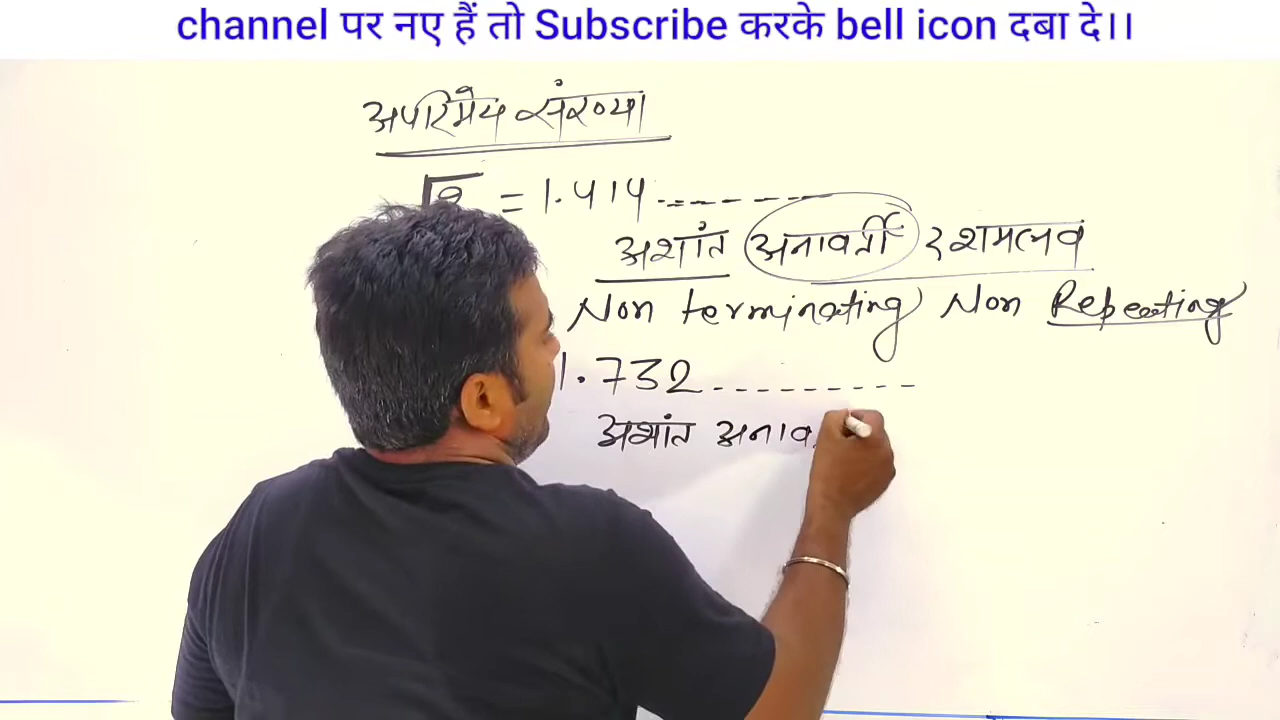 channel पर नए हैं तो Subscribe करके bell icon दबा दे।।
अपरिमेय संख्या
√2 = 1.414---------
अशांत अनावर्ती दशमलव
Non terminating Non Repeating
1.732---------
अशांत अनाव